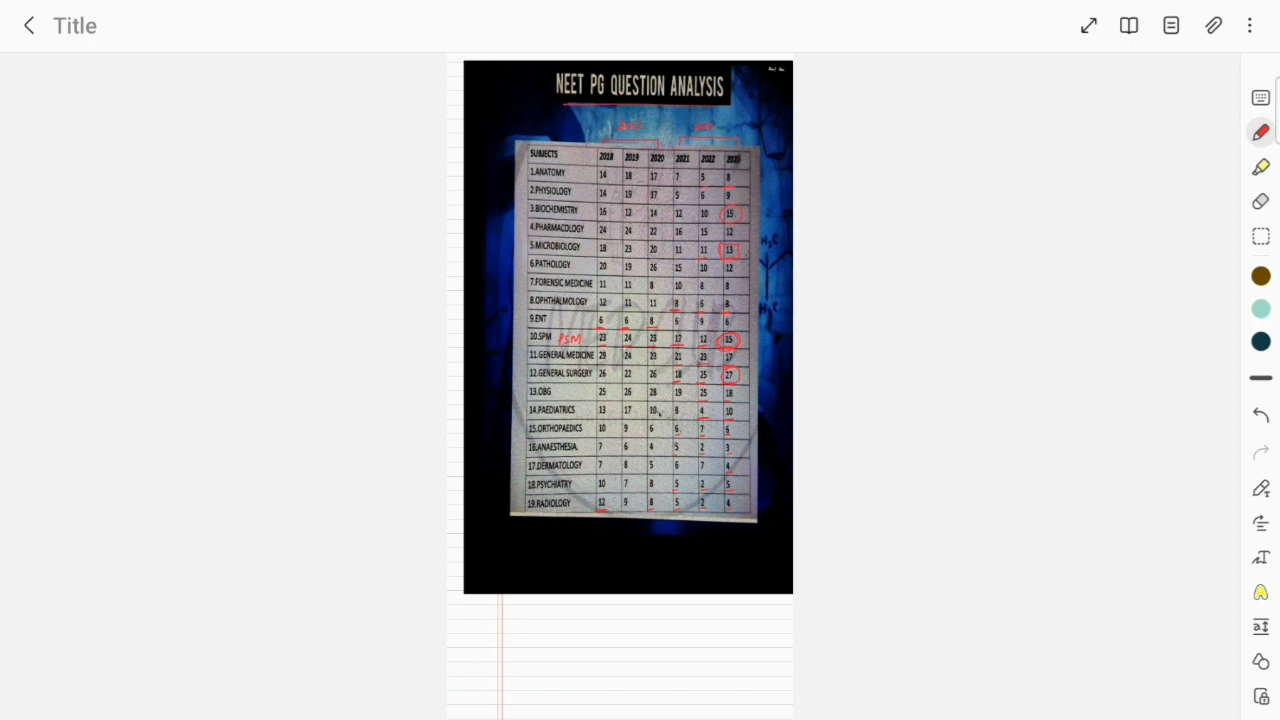 Title
NEET PG QUESTION ANALYSIS
SUBJECTS 2018 2019 2020 2021 2022 2023
1.ANATOMY 14 18 17 7 5 8
2.PHYSIOLOGY 14 19 17 5 6 9
3.BIOCHEMISTRY 16 12 14 12 10 15
4.PHARMACOLOGY 24 24 22 16 15 12
5.MICROBIOLOGY 18 23 20 11 11 13
6.PATHOLOGY 20 19 26 15 10 12
7.FORENSIC MEDICINE 11 11 8 10 8 8
8.OPHTHALMOLOGY 12 11 11 8 6 8
9.ENT 6 6 8 6 9 6
10.SPM PSM 23 24 23 17 12 15
11.GENERAL MEDICINE 29 24 23 21 23 17
12.GENERAL SURGERY 26 22 26 18 25 27
13.OBG 25 26 28 19 25 18
14.PAEDIATRICS 13 17 10 8 4 10
15.ORTHOPAEDICS 10 9 6 6 7 6
16.ANAESTHESIA. 7 6 4 5 2 3
17.DERMATOLOGY 7 8 5 6 7 4
18.PSYCHIATRY 10 7 8 5 2 5
19.RADIOLOGY 12 9 8 5 2 4